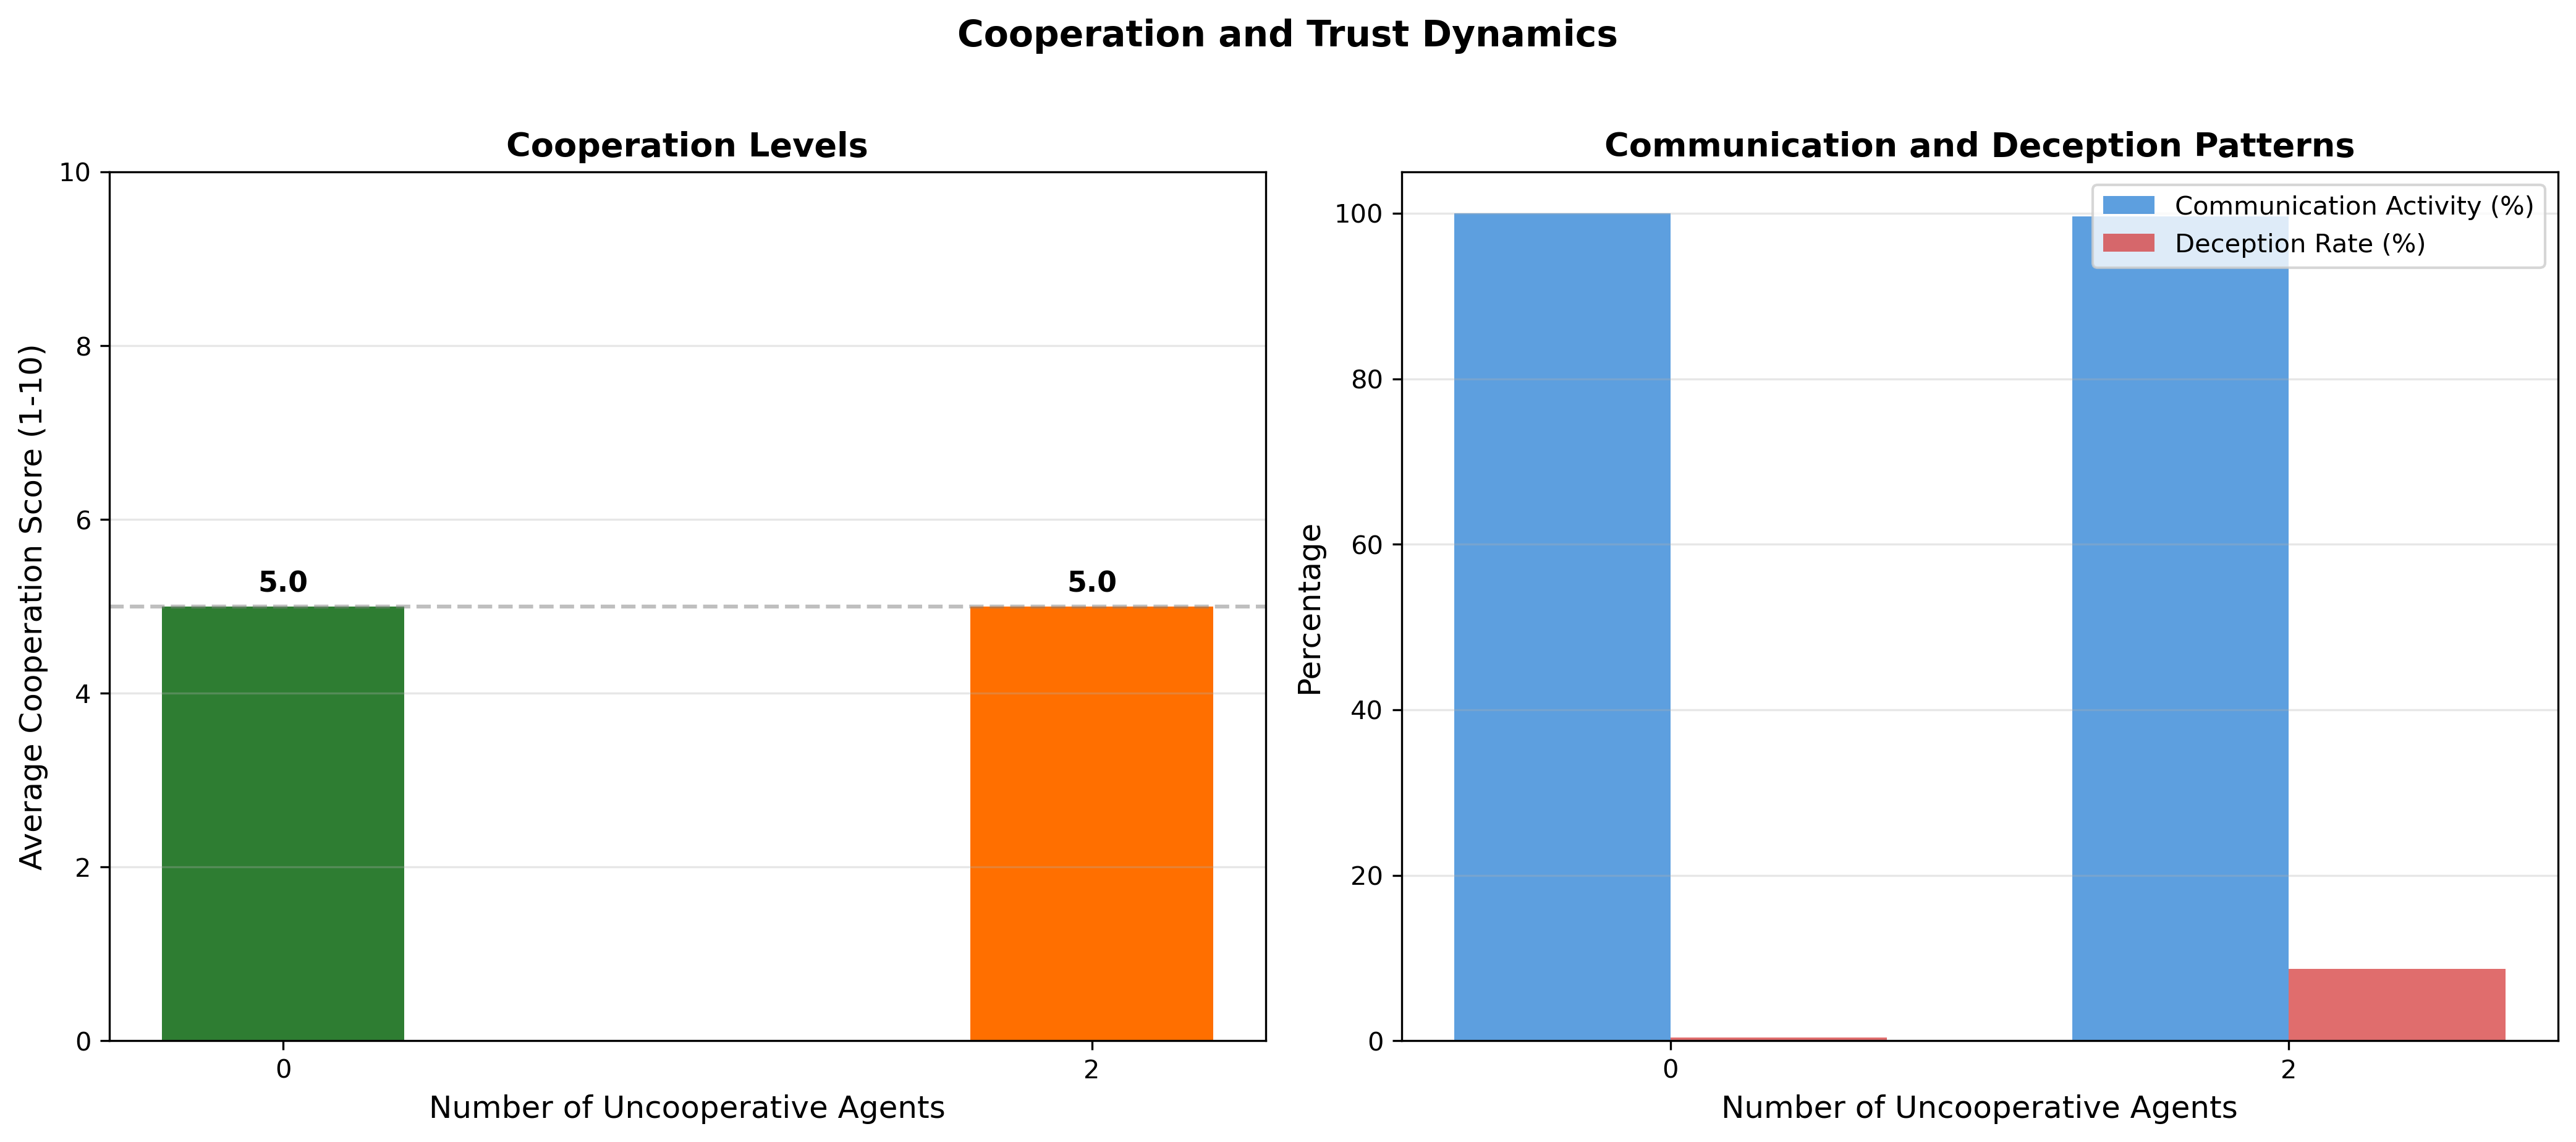 Cooperation and Trust Dynamics
Cooperation Levels
Average Cooperation Score (1-10)
10
8
6
4
2
0
5.0
5.0
0
2
Number of Uncooperative Agents
Communication and Deception Patterns
Percentage
100
80
60
40
20
0
Communication Activity (%)
Deception Rate (%)
0
2
Number of Uncooperative Agents